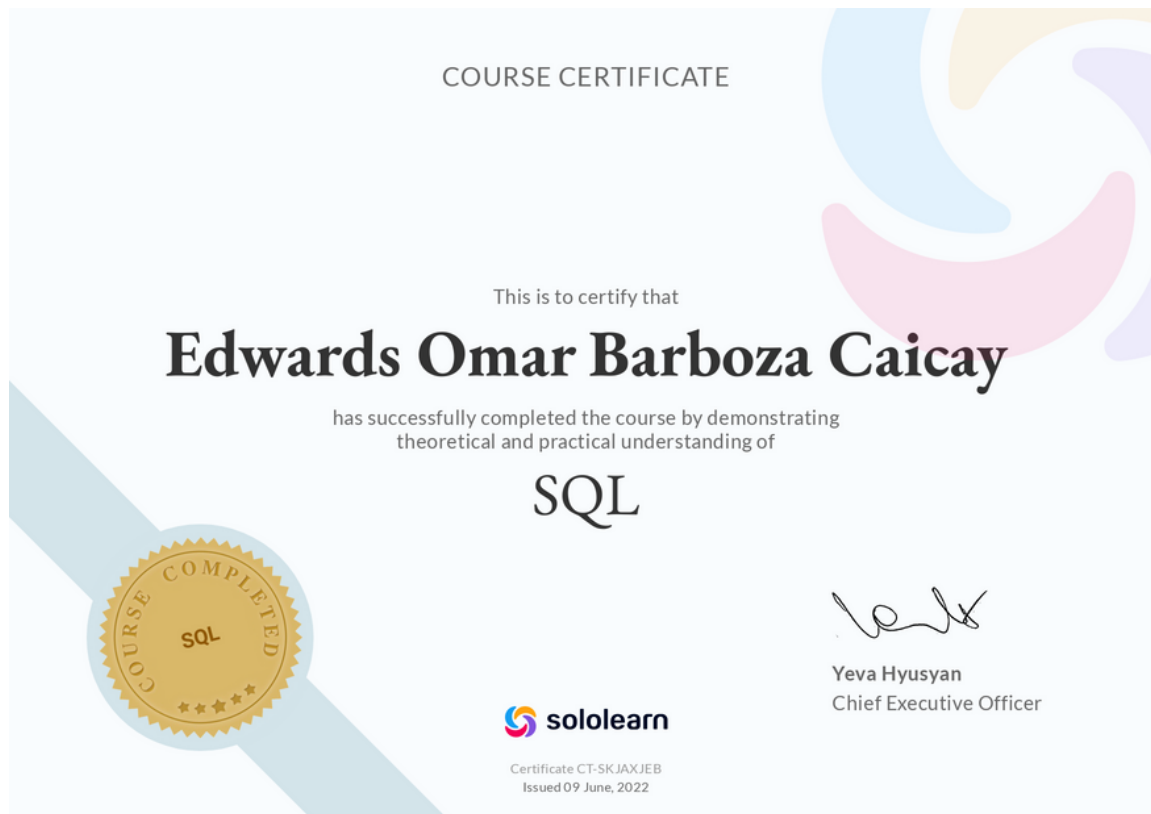 COURSE CERTIFICATE
This is to certify that
Edwards Omar Barboza Caicay
has successfully completed the course by demonstrating
theoretical and practical understanding of
SQL
COURSE COMPLETED
SQL
Yeva Hyusyan
Chief Executive Officer
sololearn
Certificate CT-SKJAXJEB
Issued 09 June, 2022